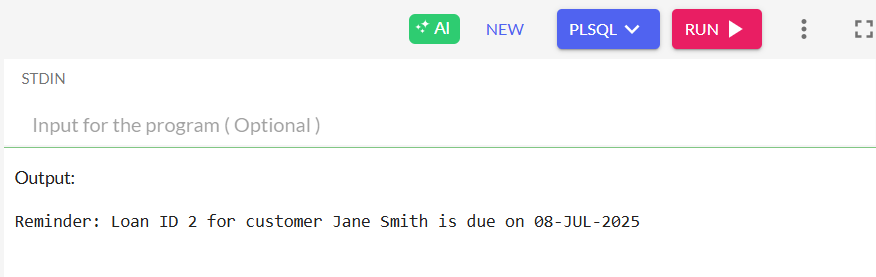 AI NEW PLSQL RUN
STDIN
Input for the program ( Optional )
Output:
Reminder: Loan ID 2 for customer Jane Smith is due on 08-JUL-2025